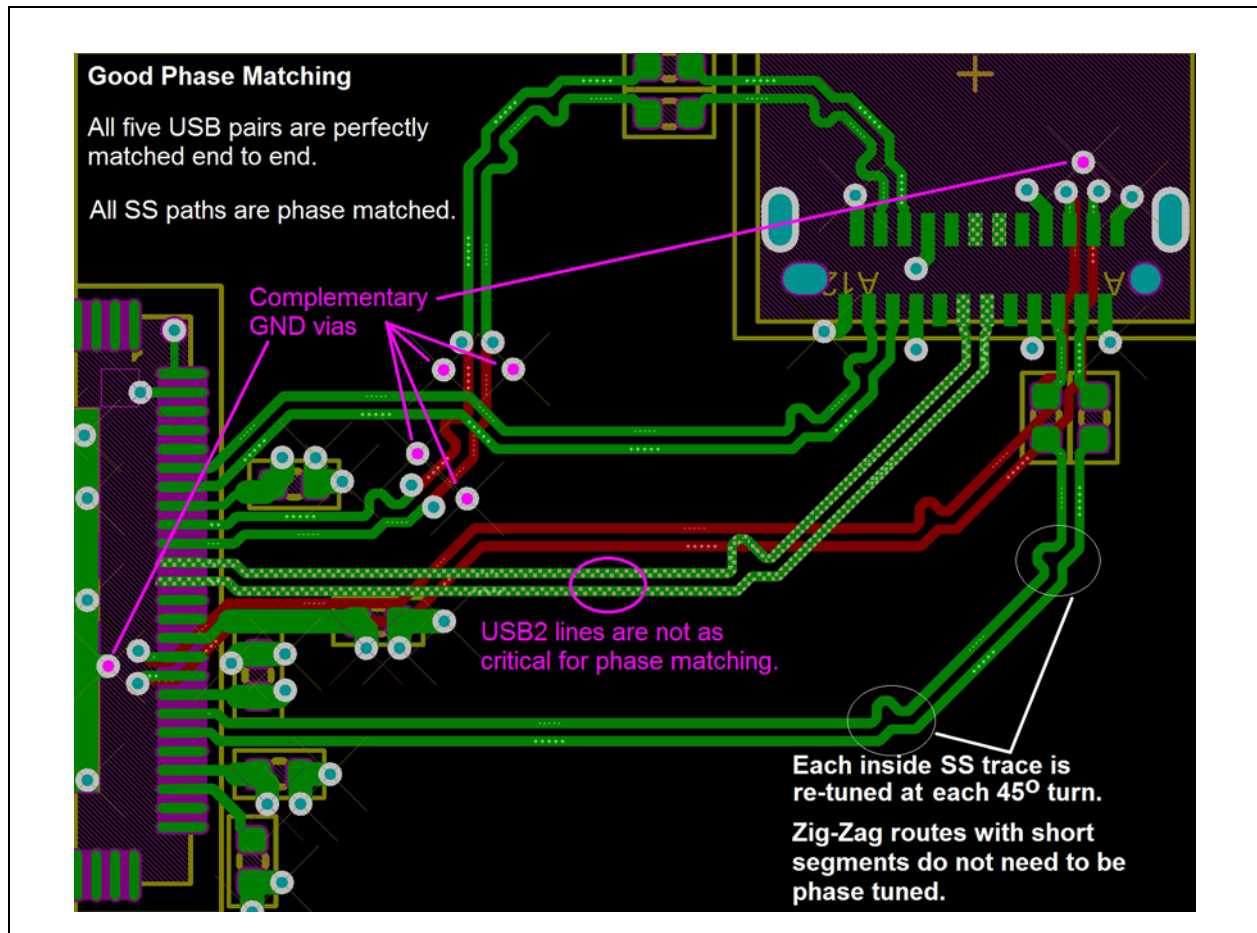 Good Phase Matching
All five USB pairs are perfectly
matched end to end.
All SS paths are phase matched.
Complementary
GND vias
USB2 lines are not as
critical for phase matching.
Each inside SS trace is
re-tuned at each 45º turn.
Zig-Zag routes with short
segments do not need to be
phase tuned.